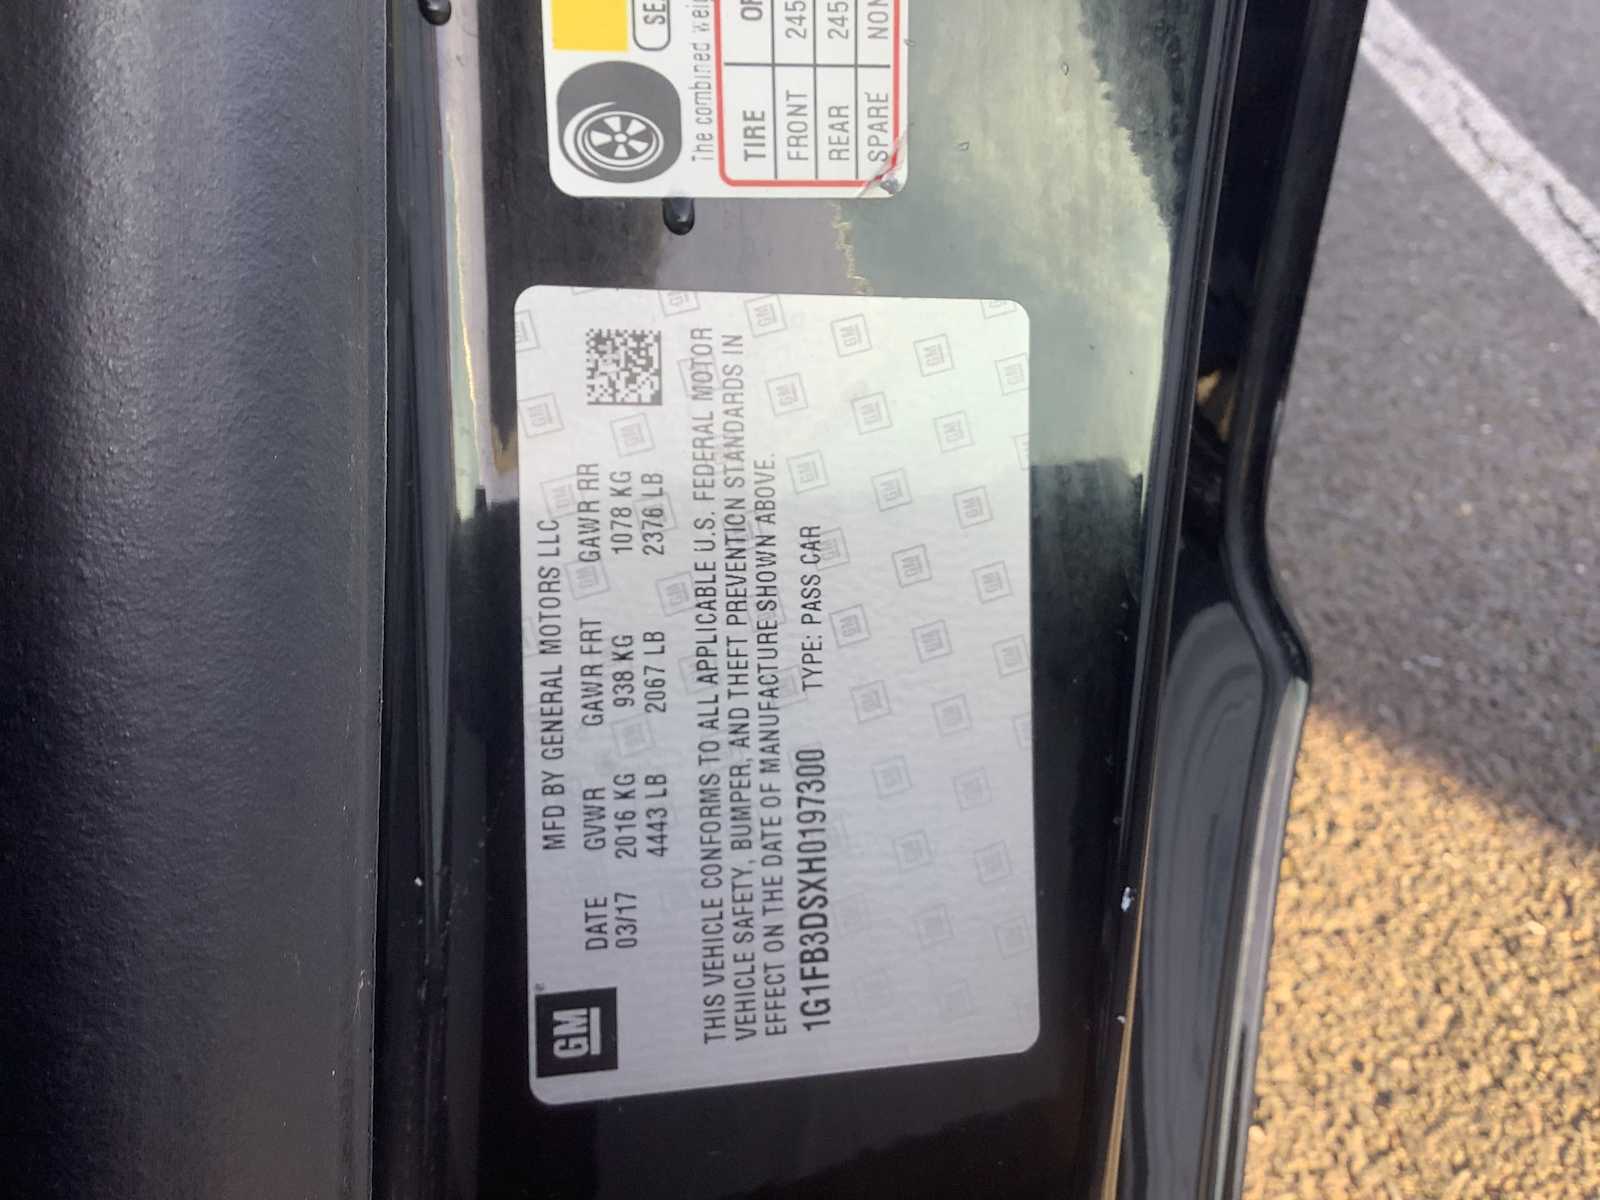 GM
MFD BY GENERAL MOTORS LLC
DATE GVWR GAWR FRT GAWR RR
03/17 2016 KG 938 KG 1078 KG
4443 LB 2067 LB 2376 LB
THIS VEHICLE CONFORMS TO ALL APPLICABLE U.S. FEDERAL MOTOR
VEHICLE SAFETY, BUMPER, AND THEFT PREVENTION STANDARDS IN
EFFECT ON THE DATE OF MANUFACTURE SHOWN ABOVE.
1G1FB3DSXH0197300 TYPE: PASS CAR
The combined
TIRE
FRONT 245
REAR 245
SPARE